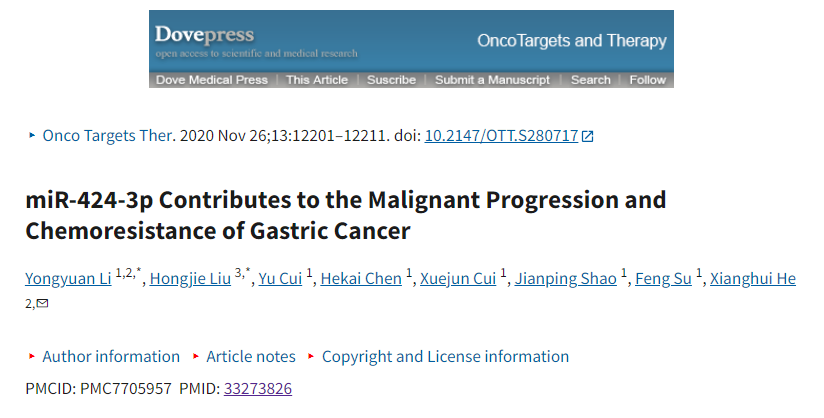 Dovepress
open access to scientific and medical research
OncoTargets and Therapy
Dove Medical Press | This Article | Suscribe | Submit a Manuscript | Search | Follow
Onco Targets Ther. 2020 Nov 26;13:12201–12211. doi: 10.2147/OTT.S280717
miR-424-3p Contributes to the Malignant Progression and
Chemoresistance of Gastric Cancer
Yongyuan Li 1,2,*, Hongjie Liu 3,*, Yu Cui 1, Hekai Chen 1, Xuejun Cui 1, Jianping Shao 1, Feng Su 1, Xianghui He
2,✉
Author information Article notes Copyright and License information
PMCID: PMC7705957 PMID: 33273826